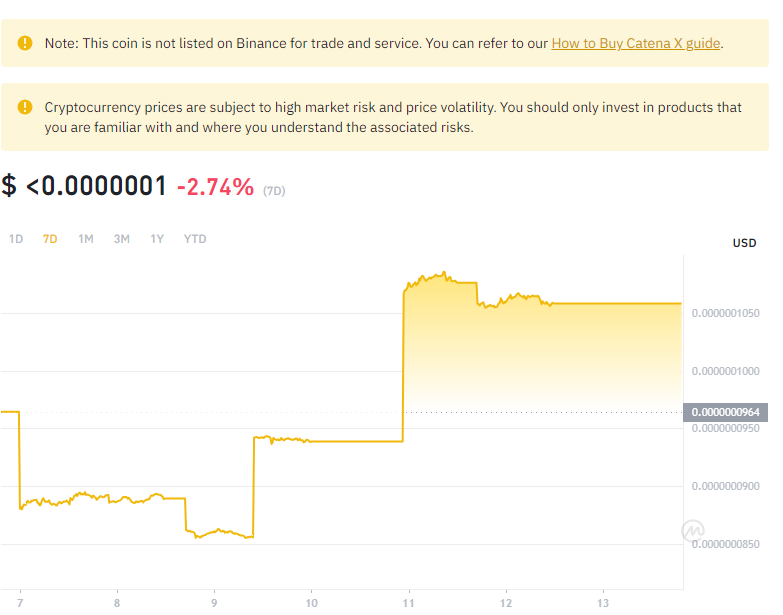 Note: This coin is not listed on Binance for trade and service. You can refer to our How to Buy Catena X guide.
Cryptocurrency prices are subject to high market risk and price volatility. You should only invest in products that
you are familiar with and where you understand the associated risks.
$ <0.0000001 -2.74% (7D)
1D 7D 1M 3M 1Y YTD
USD
0.0000001050
0.0000001000
0.0000000964
0.0000000950
0.0000000900
0.0000000850
7 8 9 10 11 12 13